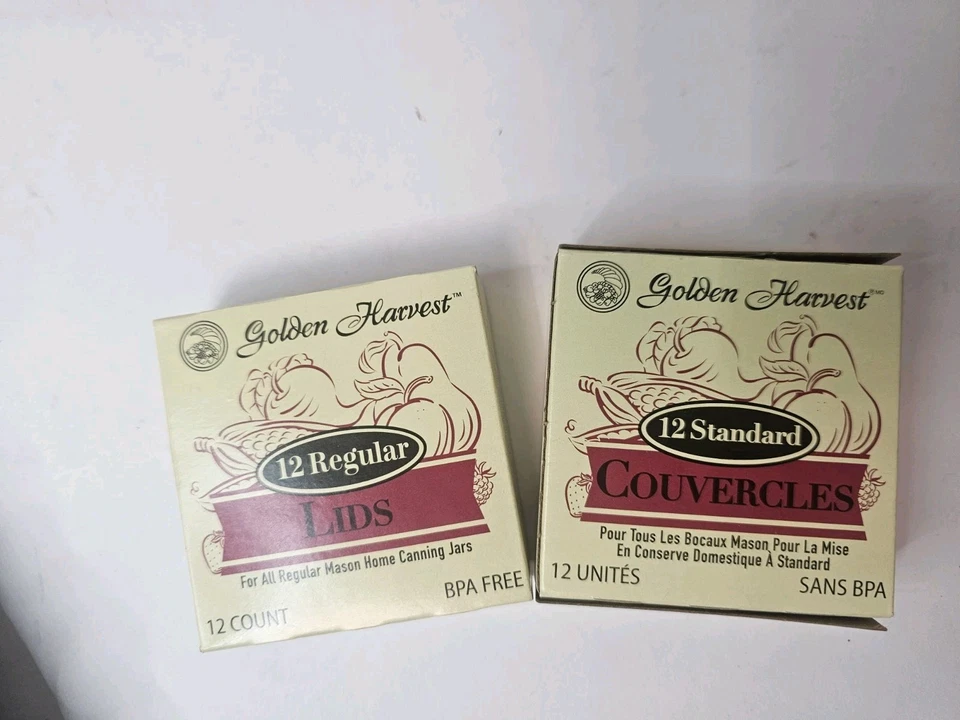 Golden Harvest™
12 Regular
LIDS
For All Regular Mason Home Canning Jars
BPA FREE
12 COUNT
Golden Harvest®MD
12 Standard
COUVERCLES
Pour Tous Les Bocaux Mason Pour La Mise
En Conserve Domestique À Standard
12 UNITÉS
SANS BPA